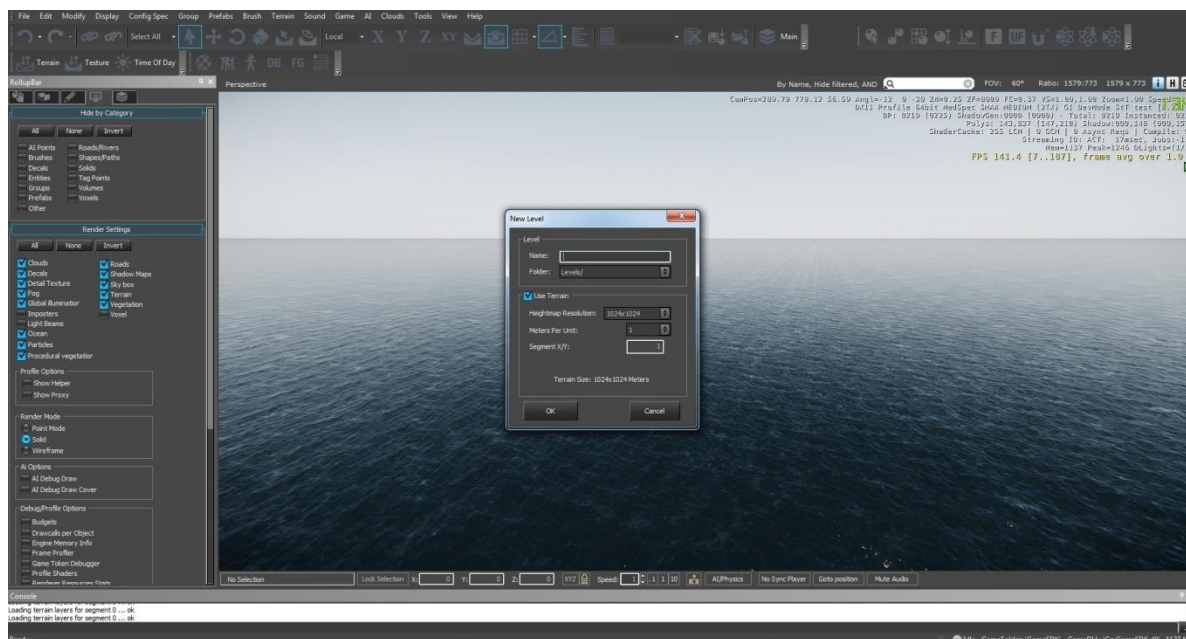 File Edit Modify Display Config Spec Group Prefabs Brush Terrain Sound Game AI Clouds Tools View Help
Select All Local X Y Z XY Main
Terrain Texture Time Of Day DB FG
RollupBar
Perspective By Name, Hide filtered, AND FOV: 60° Ratio: 1579:773 1579 x 773
Hide by Category
All None Invert
AI Points Roads/Rivers
Brushes Shapes/Paths
Decals Solids
Entities Tag Points
Groups Volumes
Prefabs Voxels
Other
Render Settings
All None Invert
Clouds Roads
Decals Shadow Maps
Detail Texture Sky box
Fog Terrain
Global illuminatior Vegetation
Imposters Voxel
Light Beams
Ocean
Particles
Procedural vegetatior
Profile Options
Show Helper
Show Proxy
Render Mode
Point Mode
Solid
Wireframe
Ai Options
AI Debug Draw
AI Debug Draw Cover
Debug/Profile Options
Budgets
Drawcalls per Object
Engine Memory Info
Frame Profiler
Game Token Debugger
Profile Shaders
Renderer Resources Stats
FPS 141.4 [7..187], frame avg over 1.0
New Level
Level
Name:
Folder: Levels/
Use Terrain
Heightmap Resolution: 1024x1024
Meters Per Unit: 1
Segment X/Y: 1
Terrain Size: 1024x1024 Meters
OK Cancel
No Selection Lock Selection X: 0 Y: 0 Z: 0 XYZ Speed: 1 .1 1 10 AI/Physics No Sync Player Goto position Mute Audio
Console
Loading terrain layers for segment 0 ... ok
Loading terrain layers for segment 0 ... ok